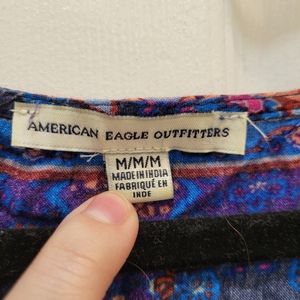 AMERICAN EAGLE OUTFITTERS
M/M/M
MADE IN INDIA
FABRIQUÉ EN
INDE